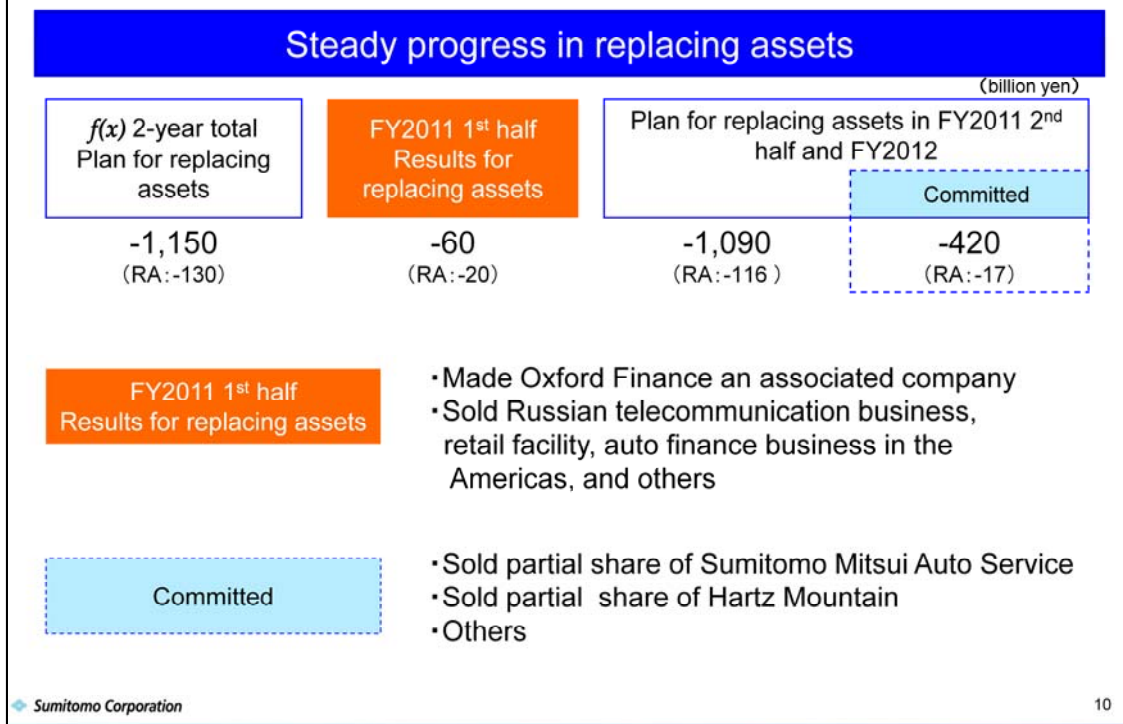 Steady progress in replacing assets
(billion yen)
f(x) 2-year total
Plan for replacing
assets
FY2011 1st half
Results for
replacing assets
Plan for replacing assets in FY2011 2nd
half and FY2012
Committed
-1,150
(RA:-130)
-60
(RA:-20)
-1,090
(RA:-116 )
-420
(RA:-17)
FY2011 1st half
Results for replacing assets
・Made Oxford Finance an associated company
・Sold Russian telecommunication business,
retail facility, auto finance business in the
Americas, and others
Committed
・Sold partial share of Sumitomo Mitsui Auto Service
・Sold partial share of Hartz Mountain
・Others
Sumitomo Corporation
10